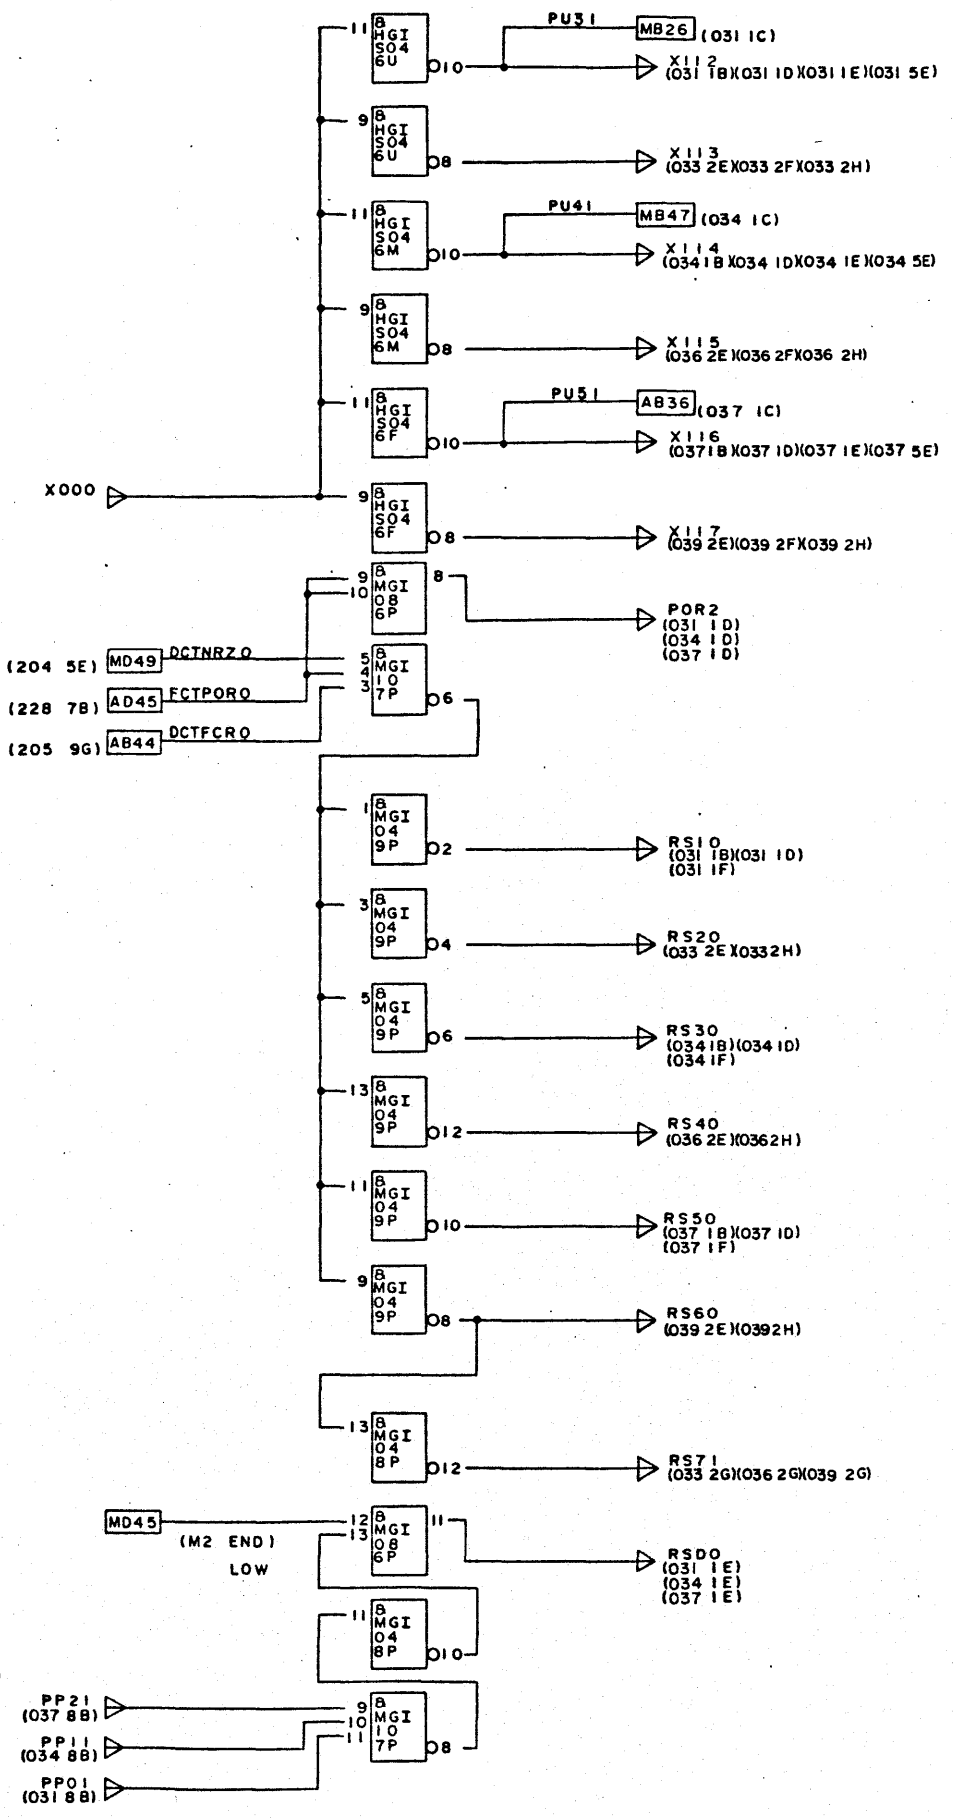 11 8 PU31 MB26 (031 1C)
HGI
S04
6U 10 X112
(031 1B)(031 1D)(031 1E)(031 5E)
9 8
HGI
S04
6U 8 X113
(033 2E)(033 2F)(033 2H)
11 8 PU41 MB47 (034 1C)
HGI
S04
6M 10 X114
(034 1B)(034 1D)(034 1E)(034 5E)
9 8
HGI
S04
6M 8 X115
(036 2E)(036 2F)(036 2H)
11 8 PU51 AB36 (037 1C)
HGI
S04
6F 10 X116
(037 1B)(037 1D)(037 1E)(037 5E)
X000 9 8
HGI
S04
6F 8 X117
(039 2E)(039 2F)(039 2H)
9 8 8
10 MGI
08
6P
POR2
(031 1D)
(034 1D)
(037 1D)
(204 5E) MD49 DCTNRZ0 5 8
(228 7B) AD45 FCTPOR0 4 MGI
(205 9G) AB44 DCTFCR0 3 10
7P 6
1 8
MGI
04
9P 2 RS10
(031 1B)(031 1D)
(031 1F)
3 8
MGI
04
9P 4 RS20
(033 2E)(033 2H)
5 8
MGI
04
9P 6 RS30
(034 1B)(034 1D)
(034 1F)
13 8
MGI
04
9P 12 RS40
(036 2E)(036 2H)
11 8
MGI
04
9P 10 RS50
(037 1B)(037 1D)
(037 1F)
9 8
MGI
04
9P 8 RS60
(039 2E)(039 2H)
13 8
MGI
04
8P 12 RS71
(033 2G)(036 2G)(039 2G)
MD45 12 8 11
(M2 END) 13 MGI
LOW 08
6P
RSD0
(031 1E)
(034 1E)
(037 1E)
11 8
MGI
04
8P 10
PP21 9 8
(037 8B) 10 MGI
PP11 11 10
(034 8B) 7P 8
PP01
(031 8B)